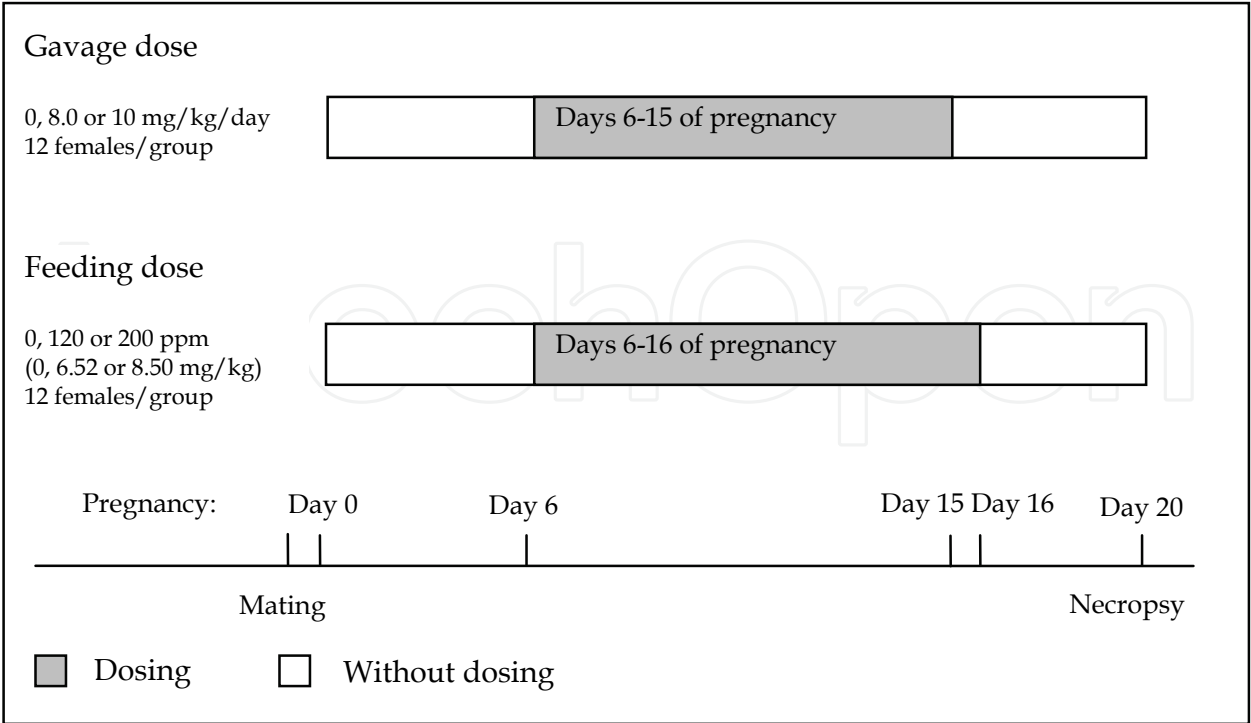 Gavage dose
0, 8.0 or 10 mg/kg/day
12 females/group
Days 6-15 of pregnancy
Feeding dose
0, 120 or 200 ppm
(0, 6.52 or 8.50 mg/kg)
12 females/group
Days 6-16 of pregnancy
Pregnancy: Day 0 Day 6 Day 15 Day 16 Day 20
Mating Necropsy
Dosing Without dosing